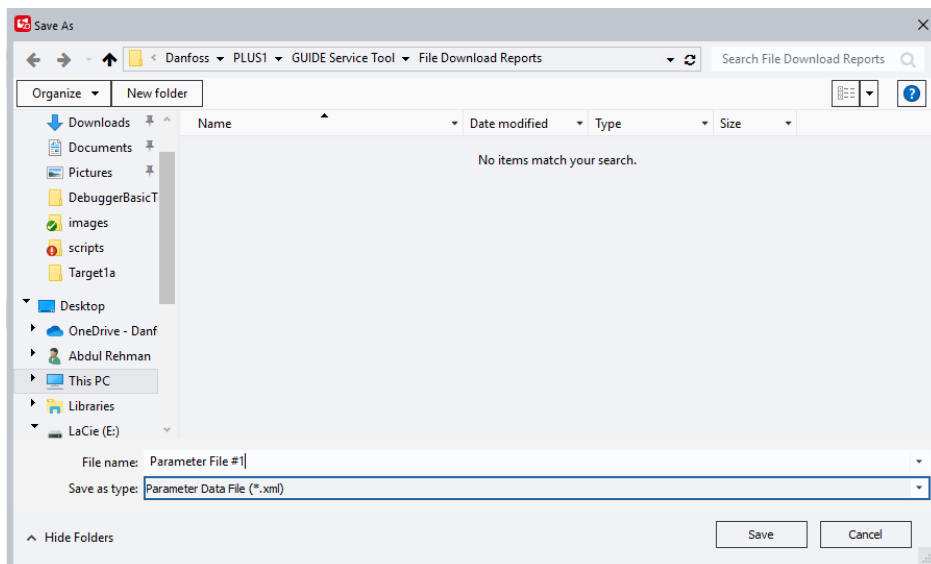 Save As
Danfoss PLUS1 GUIDE Service Tool File Download Reports
Search File Download Reports
Organize New folder
Name Date modified Type Size
No items match your search.
Downloads
Documents
Pictures
DebuggerBasicT
images
scripts
Target1a
Desktop
OneDrive - Danf
Abdul Rehman
This PC
Libraries
LaCie (E:)
File name: Parameter File #1
Save as type: Parameter Data File (*.xml)
Hide Folders
Save Cancel